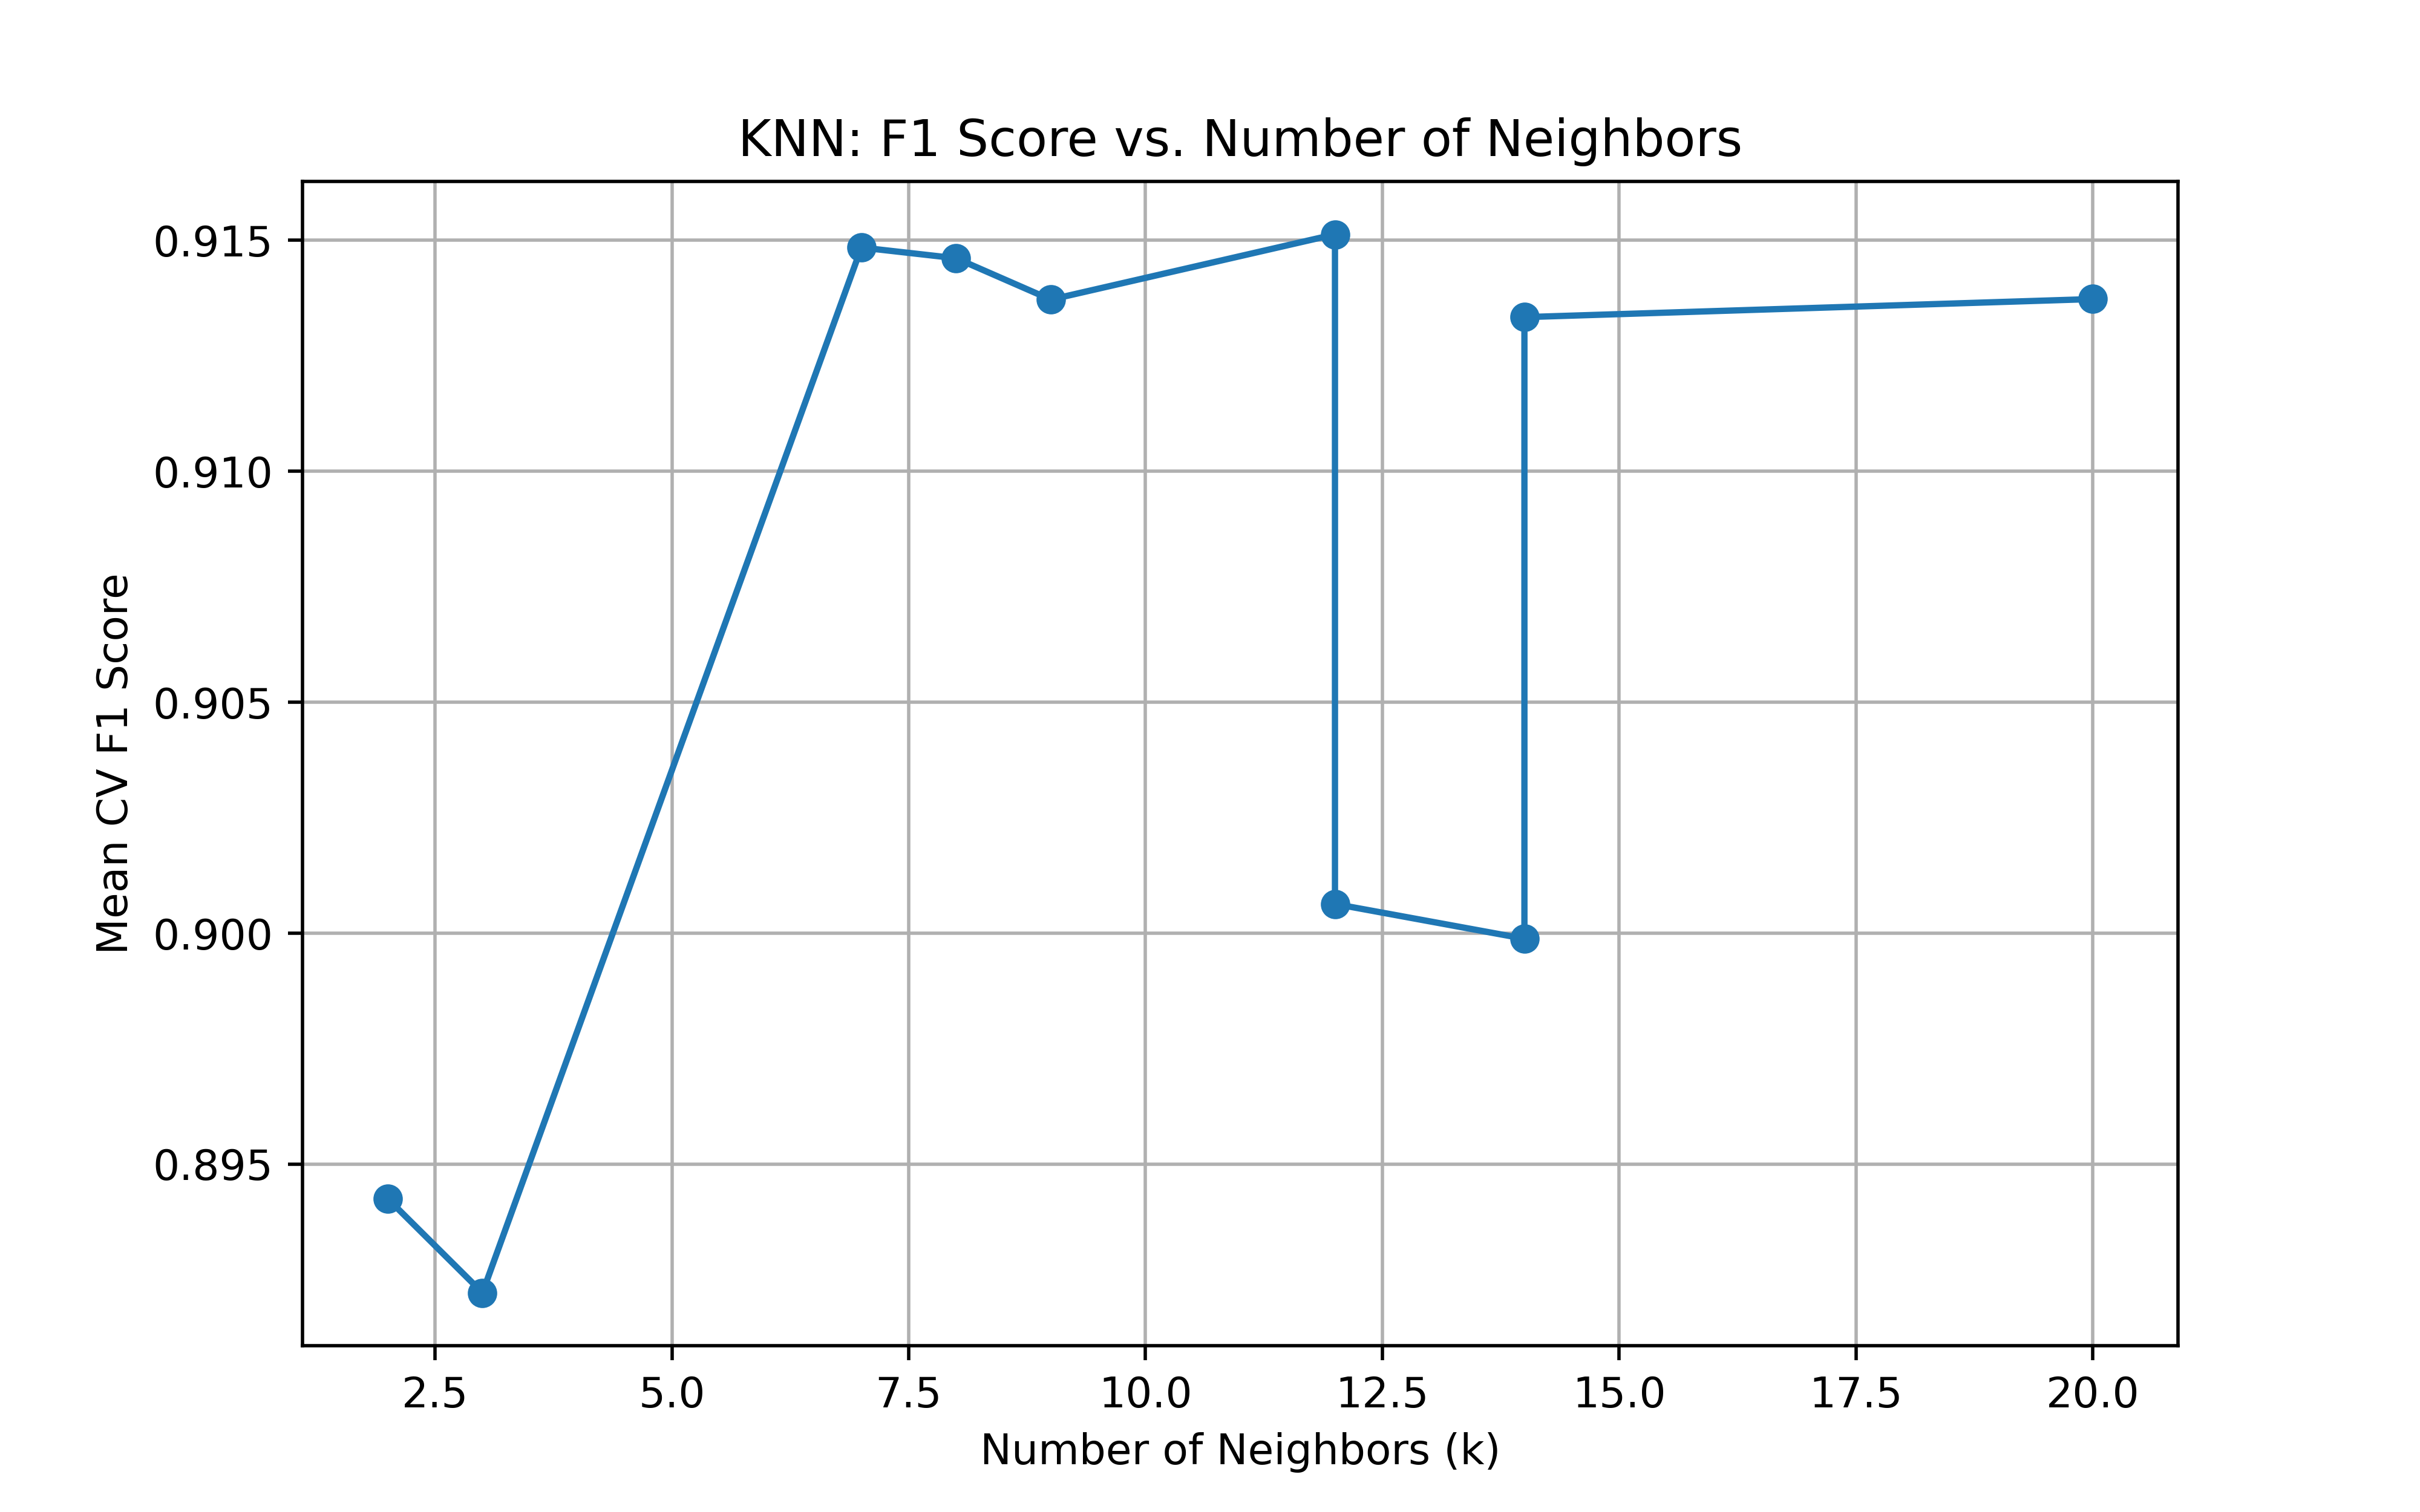 KNN: F1 Score vs. Number of Neighbors
Mean CV F1 Score
0.915
0.910
0.905
0.900
0.895
2.5 5.0 7.5 10.0 12.5 15.0 17.5 20.0
Number of Neighbors (k)